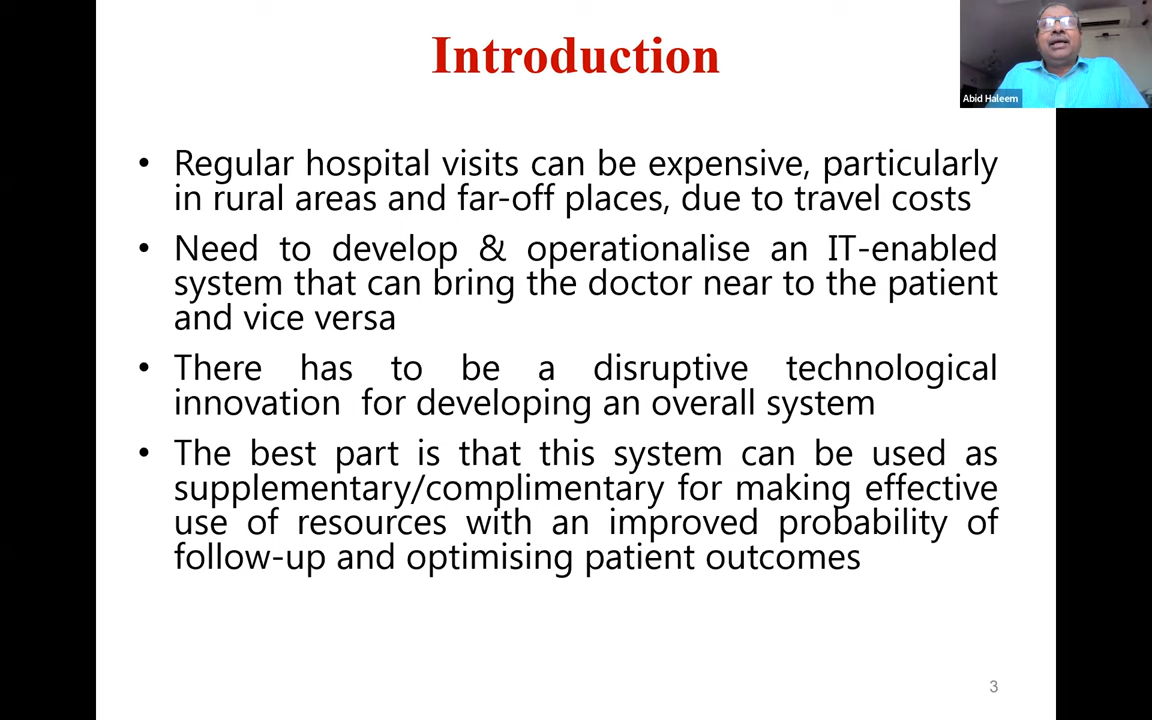 Introduction
Abid Haleem
• Regular hospital visits can be expensive, particularly
in rural areas and far-off places, due to travel costs
• Need to develop & operationalise an IT-enabled
system that can bring the doctor near to the patient
and vice versa
• There has to be a disruptive technological
innovation for developing an overall system
• The best part is that this system can be used as
supplementary/complimentary for making effective
use of resources with an improved probability of
follow-up and optimising patient outcomes
3